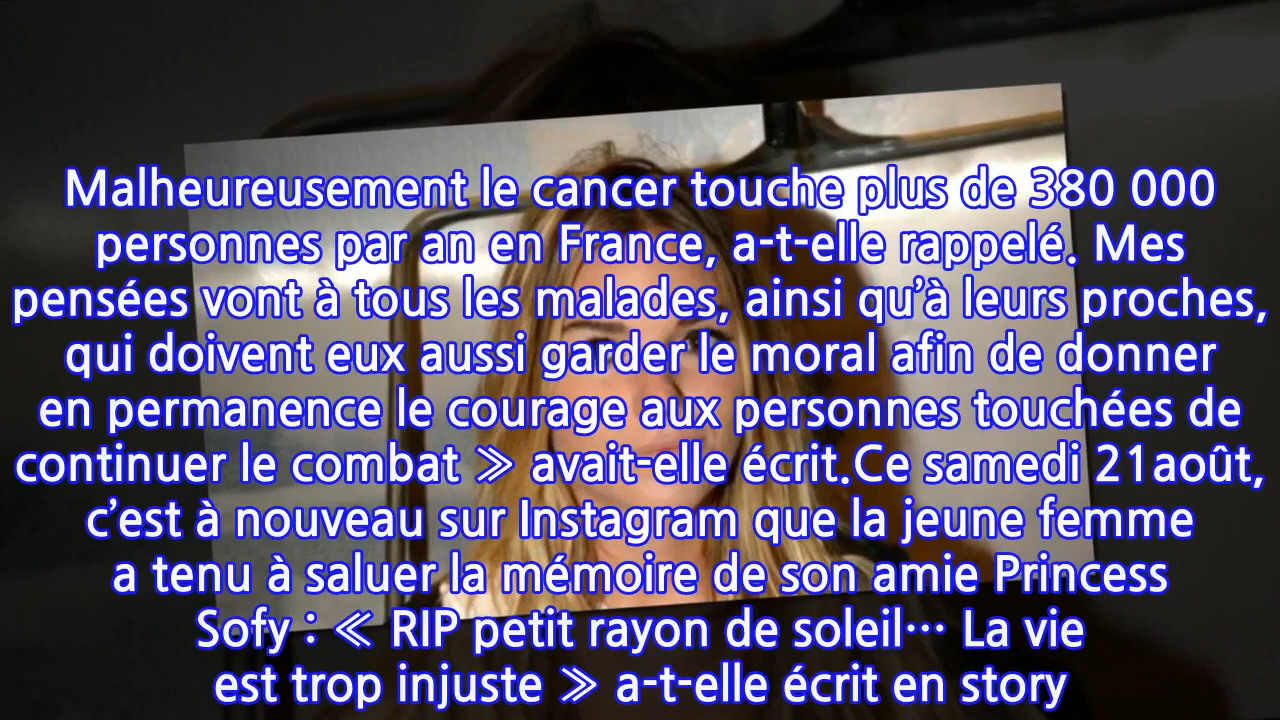 Malheureusement le cancer touche plus de 380 000
personnes par an en France, a-t-elle rappelé. Mes
pensées vont à tous les malades, ainsi qu’à leurs proches,
qui doivent eux aussi garder le moral afin de donner
en permanence le courage aux personnes touchées de
continuer le combat ≫ avait-elle écrit.Ce samedi 21août,
c’est à nouveau sur Instagram que la jeune femme
a tenu à saluer la mémoire de son amie Princess
Sofy : ≪ RIP petit rayon de soleil… La vie
est trop injuste ≫ a-t-elle écrit en story